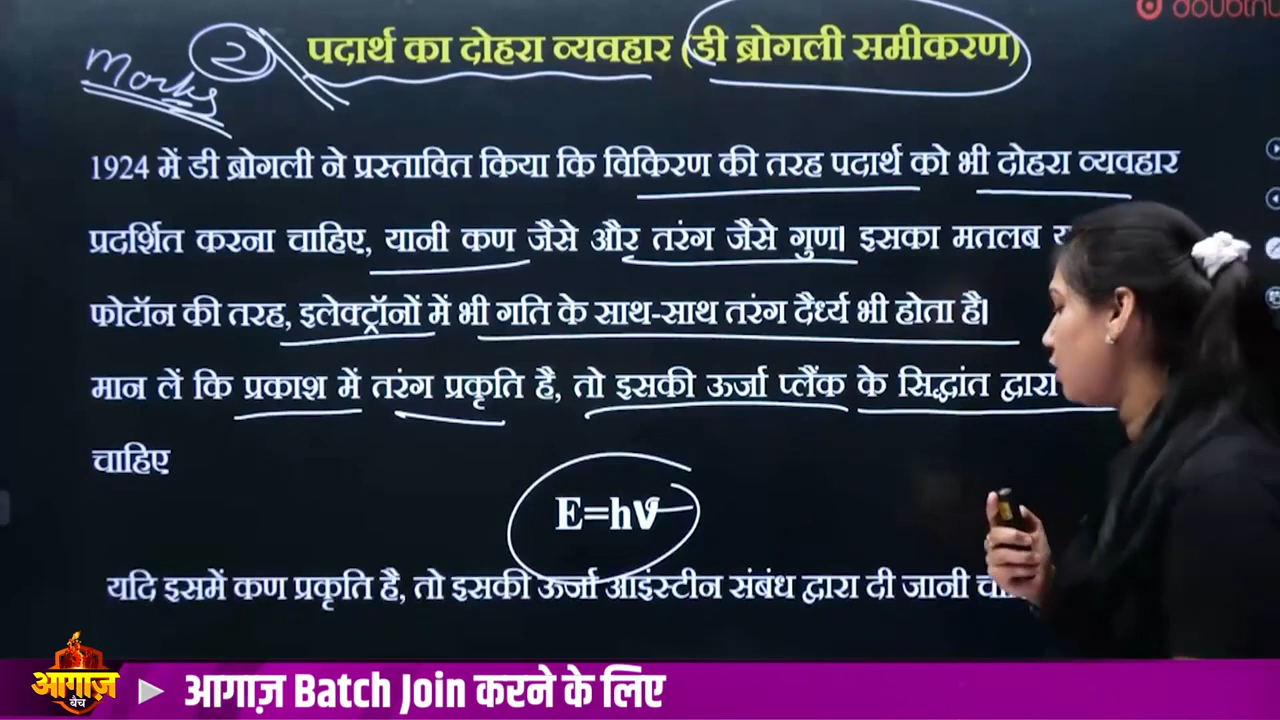 doubtnu
Marks 2 पदार्थ का दोहरा व्यवहार (डी ब्रोगली समीकरण)
1924 में डी ब्रोगली ने प्रस्तावित किया कि विकिरण की तरह पदार्थ को भी दोहरा व्यवहार
प्रदर्शित करना चाहिए, यानी कण जैसे और तरंग जैसे गुण। इसका मतलब
फोटॉन की तरह, इलेक्ट्रॉनों में भी गति के साथ-साथ तरंग दैर्ध्य भी होता है।
मान लें कि प्रकाश में तरंग प्रकृति है, तो इसकी ऊर्जा प्लैंक के सिद्धांत द्वारा
चाहिए
E=hν
यदि इसमें कण प्रकृति है, तो इसकी ऊर्जा आइंस्टीन संबंध द्वारा दी जानी
आगाज़ बैच
आगाज़ Batch Join करने के लिए